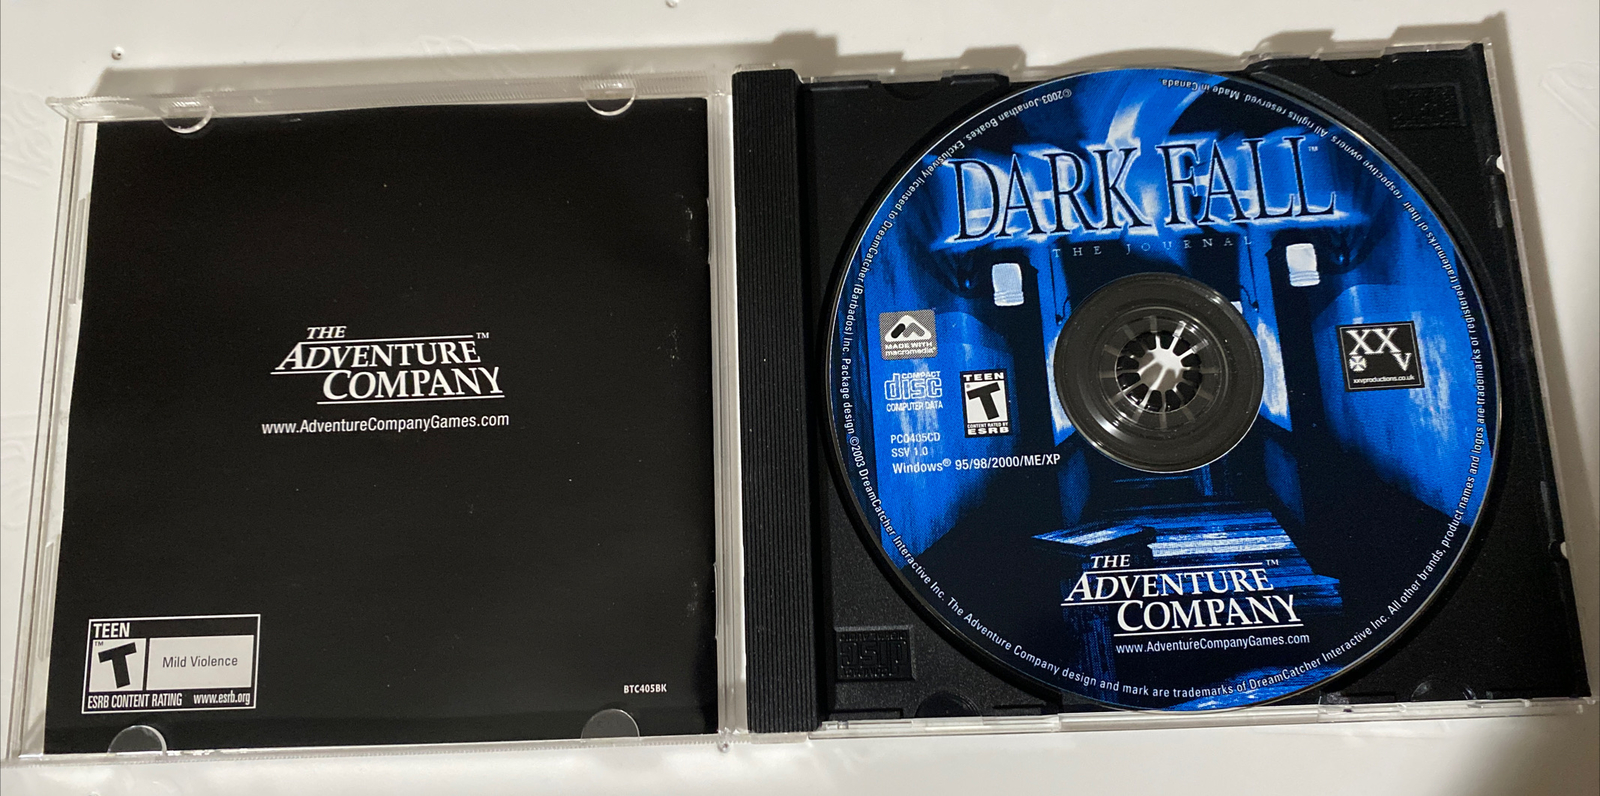 THE
ADVENTURE™
COMPANY
www.AdventureCompanyGames.com
TEEN
T™
Mild Violence
ESRB CONTENT RATING www.esrb.org
BTC405BK
DARK FALL™
THE JOURNAL
MADE WITH
macromedia®
COMPACT
disc
COMPUTER DATA
TEEN
T
CONTENT RATED BY
ESRB
PC0405CD
SSV 1.0
Windows® 95/98/2000/ME/XP
XX
V
xxvproductions.co.uk
THE
ADVENTURE™
COMPANY
www.AdventureCompanyGames.com
©2003 Jonathan Boakes. Exclusively licensed to DreamCatcher (Barbados) Inc. Package design ©2003 DreamCatcher Interactive Inc. The Adventure Company design and mark are trademarks of DreamCatcher Interactive Inc. All other brands, product names and logos are trademarks or registered trademarks of their respective owners. All rights reserved. Made in Canada